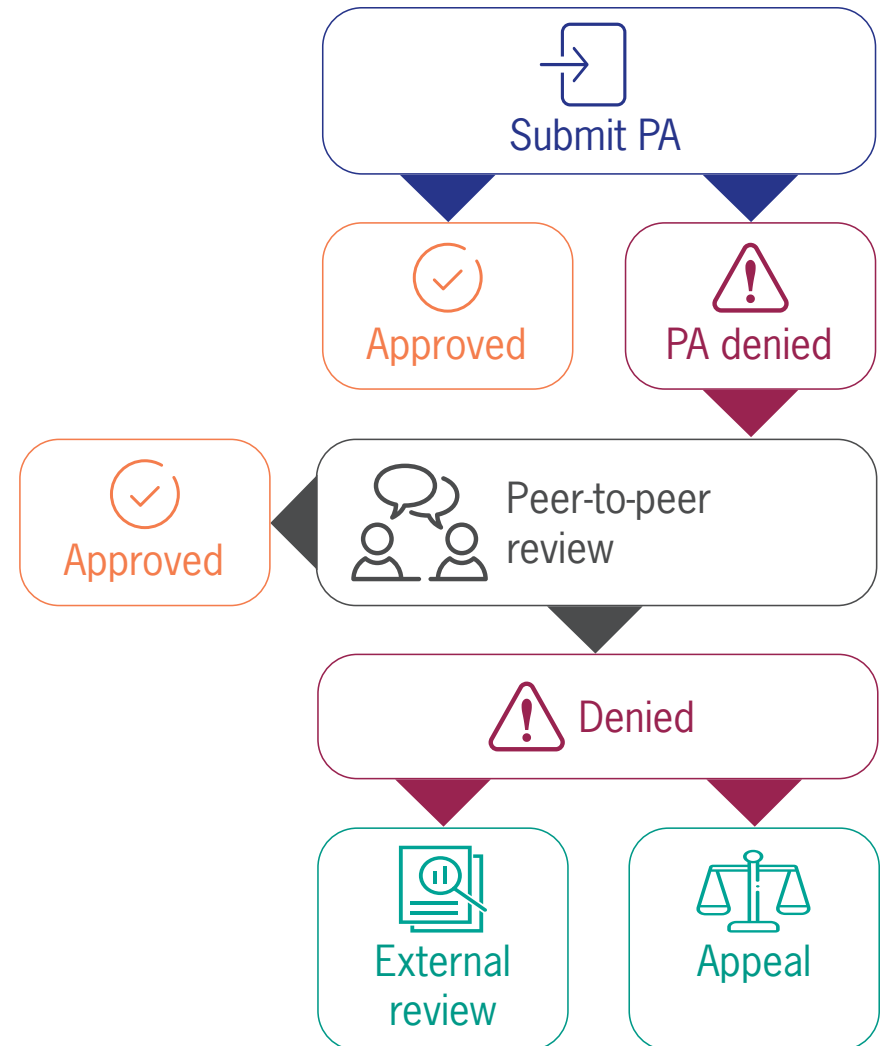 Submit PA
Approved
PA denied
Approved
Peer-to-peer
review
Denied
External
review
Appeal